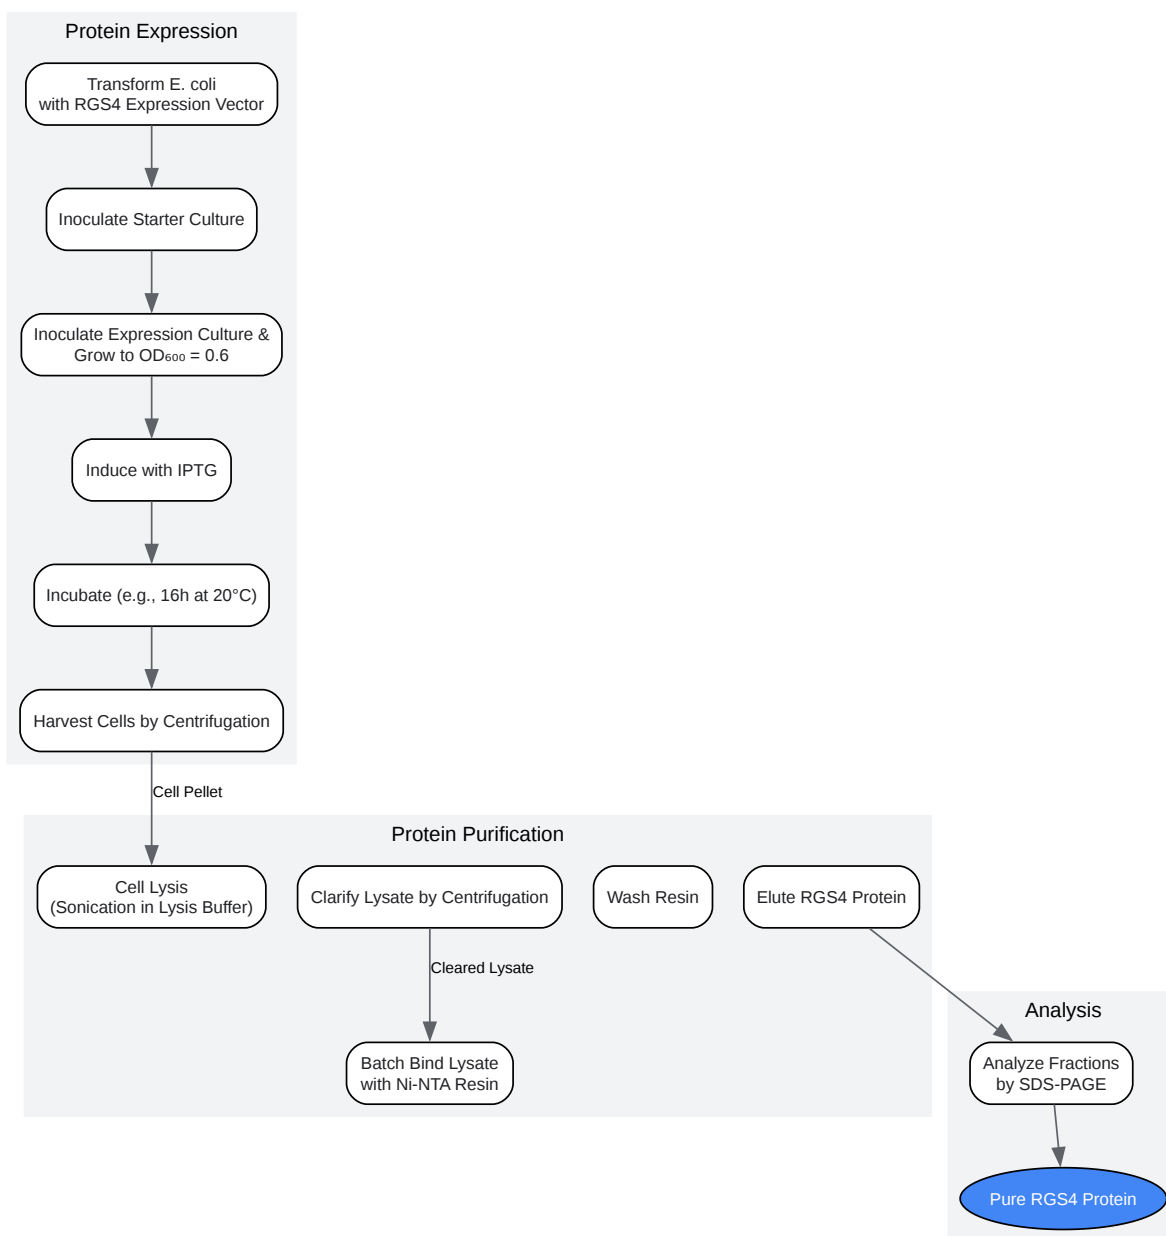 Protein Expression
Transform E. coli
with RGS4 Expression Vector
Inoculate Starter Culture
Inoculate Expression Culture &
Grow to OD₆₀₀ = 0.6
Induce with IPTG
Incubate (e.g., 16h at 20°C)
Harvest Cells by Centrifugation
Cell Pellet
Protein Purification
Cell Lysis
(Sonication in Lysis Buffer)
Clarify Lysate by Centrifugation
Wash Resin
Elute RGS4 Protein
Cleared Lysate
Batch Bind Lysate
with Ni-NTA Resin
Analysis
Analyze Fractions
by SDS-PAGE
Pure RGS4 Protein